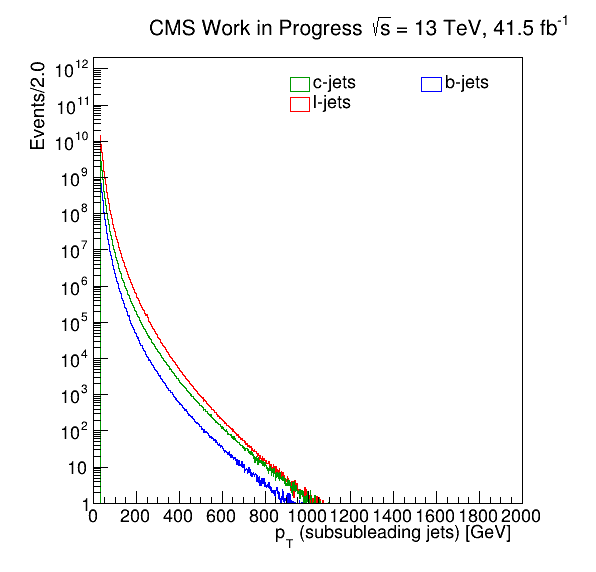 CMS Work in Progress √s = 13 TeV, 41.5 fb⁻¹
Events/2.0
c-jets b-jets
l-jets
10¹²
10¹¹
10¹⁰
10⁹
10⁸
10⁷
10⁶
10⁵
10⁴
10³
10²
10
1
0 200 400 600 800 1000 1200 1400 1600 1800 2000
p_T (subsubleading jets) [GeV]